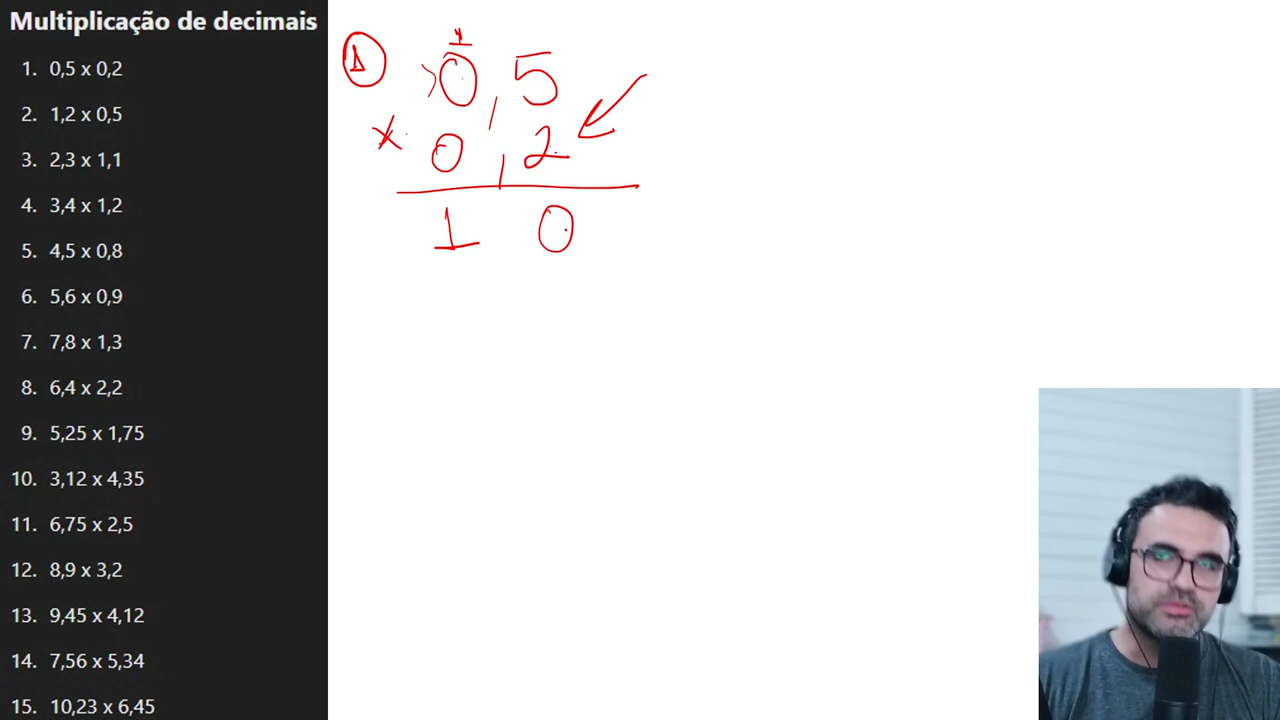 Multiplicação de decimais
1. 0,5 x 0,2
2. 1,2 x 0,5
3. 2,3 x 1,1
4. 3,4 x 1,2
5. 4,5 x 0,8
6. 5,6 x 0,9
7. 7,8 x 1,3
8. 6,4 x 2,2
9. 5,25 x 1,75
10. 3,12 x 4,35
11. 6,75 x 2,5
12. 8,9 x 3,2
13. 9,45 x 4,12
14. 7,56 x 5,34
15. 10,23 x 6,45
1
0,5
x 0,2
1 0